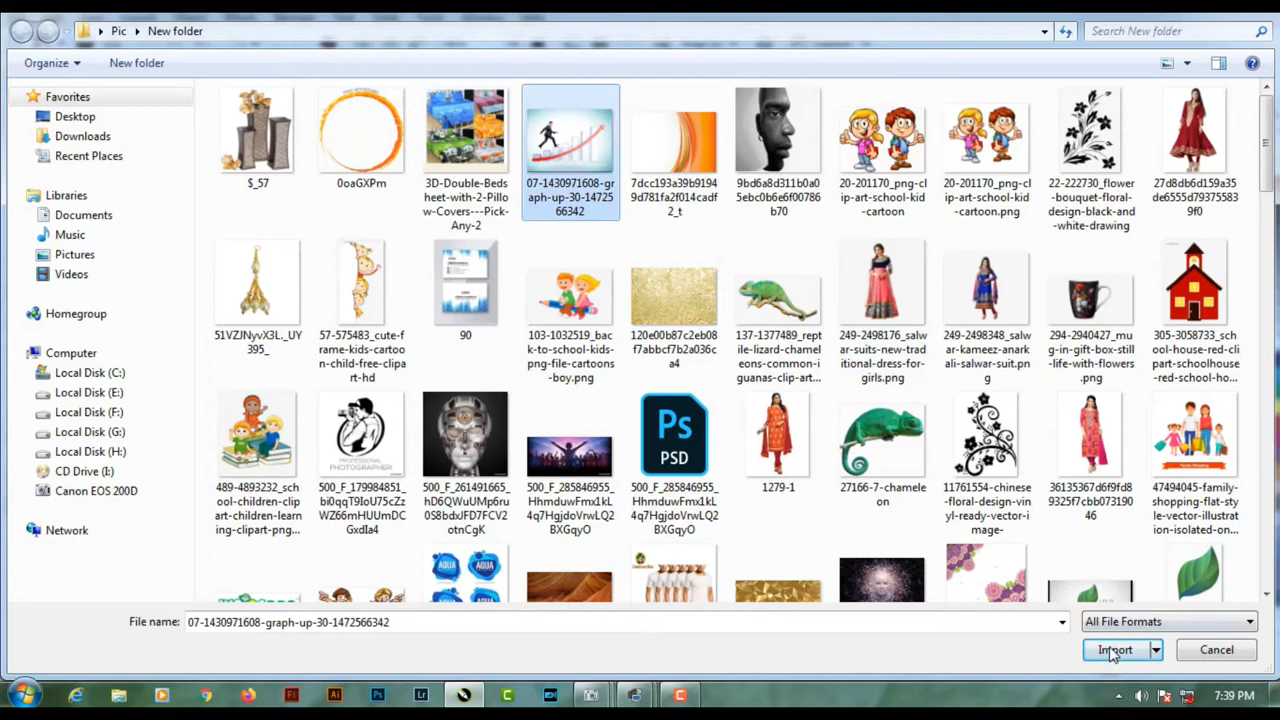 Pic
New folder
Search New folder
Organize
New folder
Favorites
Desktop
Downloads
Recent Places
Libraries
Documents
Music
Pictures
Videos
Homegroup
Computer
Local Disk (C:)
Local Disk (E:)
Local Disk (F:)
Local Disk (G:)
Local Disk (H:)
CD Drive (I:)
Canon EOS 200D
Network
$_57
0oaGXPm
3D-Double-Beds
heet-with-2-Pillo
w-Covers---Pick-
Any-2
07-1430971608-gr
aph-up-30-14725
66342
7dcc193a39b9194
9d781fa2f014cadf
2_t
9bd6a8d311b0a0
5ebc0b6e6f00786
b70
20-201170_png-cl
ip-art-school-kid
-cartoon
20-201170_png-cl
ip-art-school-kid
-cartoon.png
22-222730_flower
-bouquet-floral-
design-black-and
-white-drawing
27d8db6d159a35
de6555d79375583
9f0
51VZJNyvX3L._UY
395_
57-575483_cute-f
rame-kids-cartoo
n-child-free-clipa
rt-hd
90
103-1032519_bac
k-to-school-kids-
png-file-cartoons
-boy.png
120e00b87c2eb08
f7abbcf7b2a036c
a4
137-1377489_rept
ile-lizard-chamel
eons-common-i
guanas-clip-art...
249-2498176_salw
ar-suits-new-trad
itional-dress-for-
girls.png
249-2498348_salw
ar-kameez-anark
ali-salwar-suit.pn
g
294-2940427_mu
g-in-gift-box-still
-life-with-flowers
.png
305-3058733_sch
ool-house-red-cli
part-schoolhouse
-red-school-ho...
489-4893232_sch
ool-children-clip
art-children-learn
ing-clipart-png...
PROFESSIONAL
PHOTOGRAPHER
500_F_179984851_
bi0qqT9IoU75cZz
WZ66mHUUmDC
GxdIa4
500_F_261491665_
hD6QWuUMp6ru
0S8bdxJFD7FCV2
otnCgK
500_F_285846955_
HhmduwFmx1kL
4q7HgjdoVrwLQ2
BXGqyO
Ps
PSD
500_F_285846955_
HhmduwFmx1kL
4q7HgjdoVrwLQ2
BXGqyO
1279-1
27166-7-chamele
on
11761554-chinese
-floral-design-vin
yl-ready-vector-i
mage-
36135367d6f9fd8
9325f7cbb073190
46
Family Shopping
47494045-family-
shopping-flat-sty
le-vector-illustrat
ion-isolated-on...
AQUA
AQUA
File name:
07-1430971608-graph-up-30-1472566342
All File Formats
Import
Cancel
Ai
Ps
Lr
7:39 PM